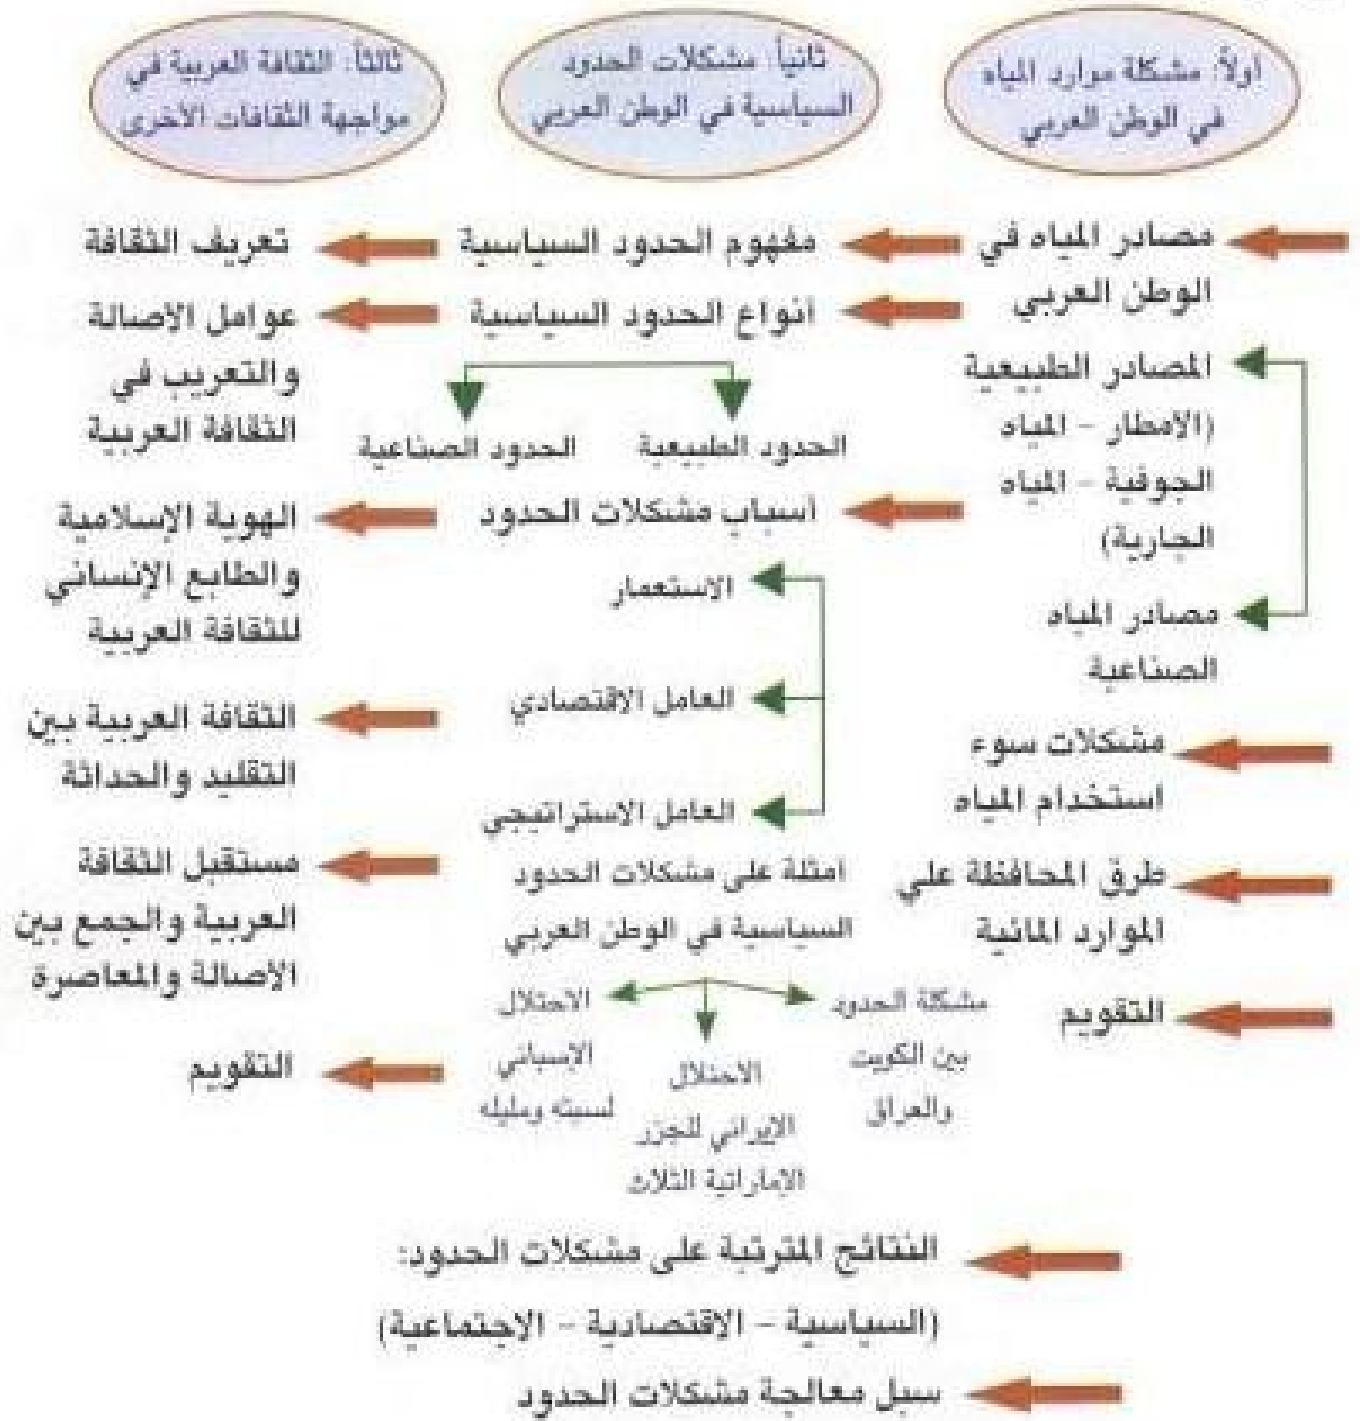 أولاً: مشكلة موارد المياه
في الوطن العربي
مصادر المياه في
الوطن العربي
المصادر الطبيعية
(الأمطار - المياه
الجوفية - المياه
الجارية)
مصادر المياه
الصناعية
مشكلات سوء
استخدام المياه
طرق المحافظة علي
الموارد المائية
التقويم
ثانياً: مشكلات الحدود
السياسية في الوطن العربي
مفهوم الحدود السياسية
أنواع الحدود السياسية
الحدود الطبيعية
الحدود الصناعية
أسباب مشكلات الحدود
الاستعمار
العامل الاقتصادي
العامل الاستراتيجي
أمثلة على مشكلات الحدود
السياسية في الوطن العربي
مشكلة الحدود
بين الكويت
والعراق
الاحتلال
الإيراني للجزر
الإماراتية الثلاث
الاحتلال
الإسباني
لسبته ومليله
النتائج المترتبة على مشكلات الحدود:
(السياسية - الاقتصادية - الاجتماعية)
سبل معالجة مشكلات الحدود
ثالثاً: الثقافة العربية في
مواجهة الثقافات الأخرى
تعريف الثقافة
عوامل الأصالة
والتعريب في
الثقافة العربية
الهوية الإسلامية
والطابع الإنساني
للثقافة العربية
الثقافة العربية بين
التقليد والحداثة
مستقبل الثقافة
العربية والجمع بين
الأصالة والمعاصرة
التقويم